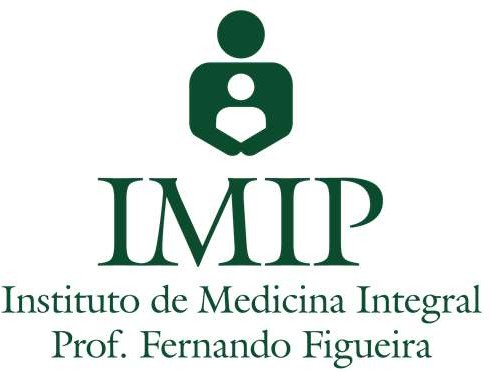 IMIP
Instituto de Medicina Integral
Prof. Fernando Figueira